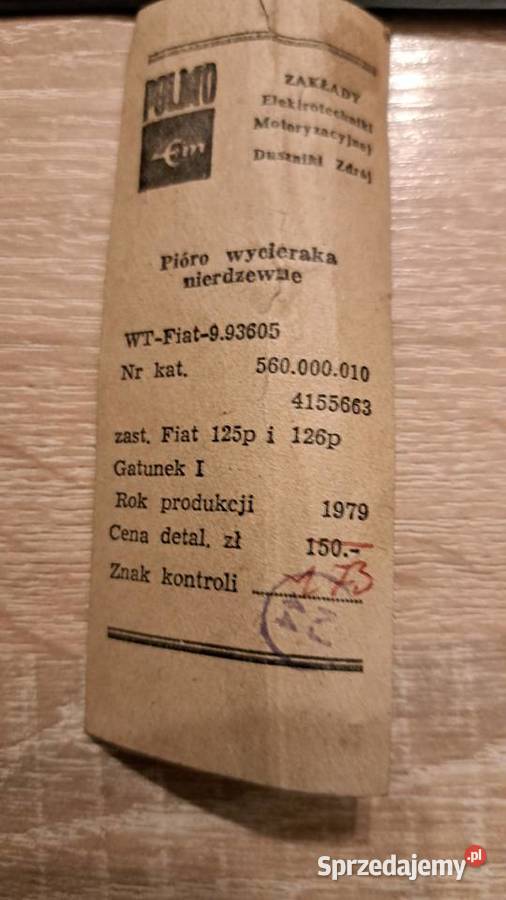 POLMO
Em
ZAKŁADY
Elektrotechniki
Motoryzacyjnej
Duszniki Zdrój
Pióro wycieraka
nierdzewne
WT-Fiat-9.93605
Nr kat. 560.000.010
4155663
zast. Fiat 125p i 126p
Gatunek I
Rok produkcji 1979
Cena detal. zł 150.-
173
Znak kontroli
Sprzedajemy.pl